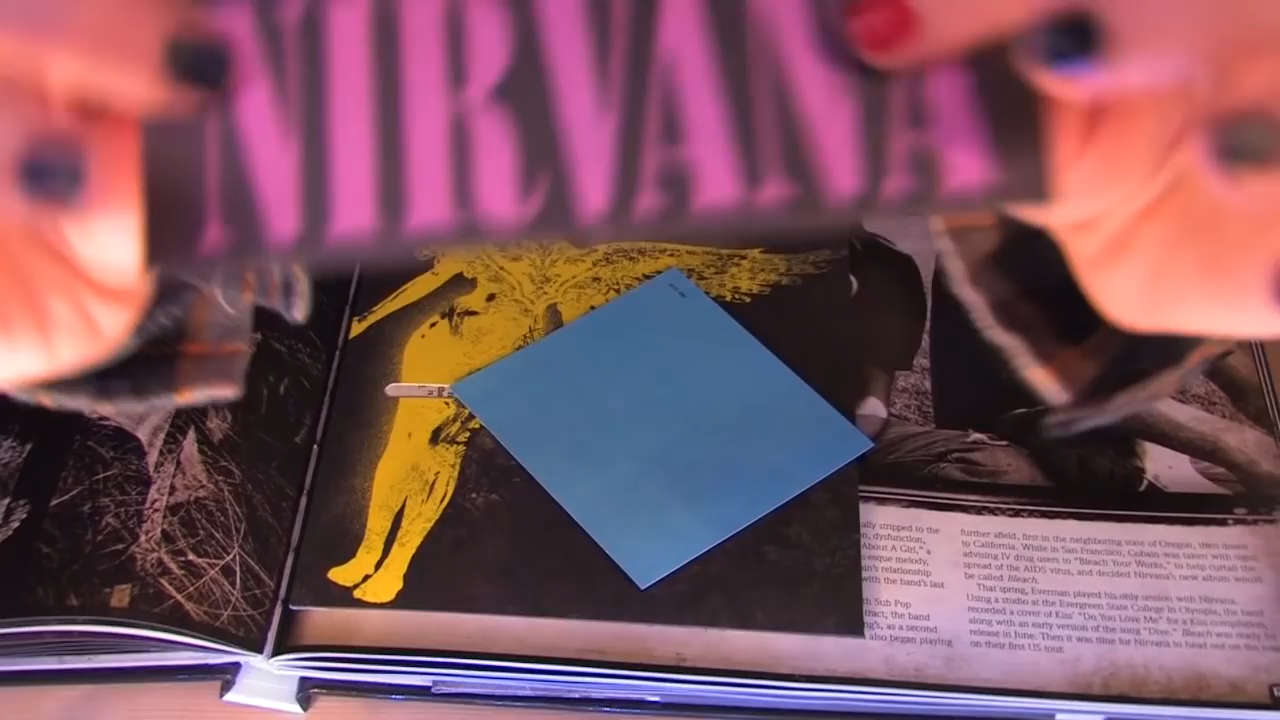 NIRVANA
ally stripped to the
n, dysfunction,
About A Girl," a
esque melody,
ain's relationship
with the band's last
th Sub Pop
tract; the band
ng's, as a second
also began playing
further afield, first in the neighboring state of Oregon, then down
to California. While in San Francisco, Cobain was taken with signs
advising IV drug users to "Bleach Your Works," to help curtail the
spread of the AIDS virus, and decided Nirvana's new album would
be called Bleach.
That spring, Everman played his only session with Nirvana.
Using a studio at the Evergreen State College in Olympia, the band
recorded a cover of Kiss' "Do You Love Me" for a Kiss compilation,
along with an early version of the song "Dive." Bleach was ready for
release in June. Then it was time for Nirvana to head out on the
on their first US tour.